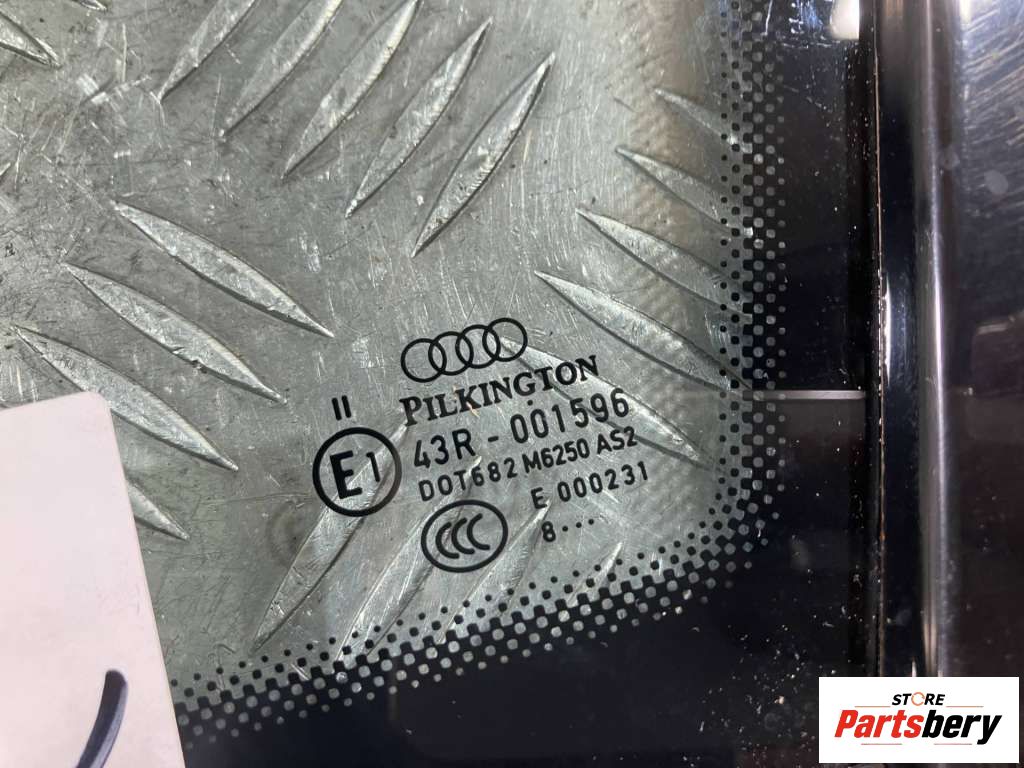 PILKINGTON
II
43R - 001596
E1
DOT682 M6250 AS2
E 000231
CCC
8···
STORE
Partsbery